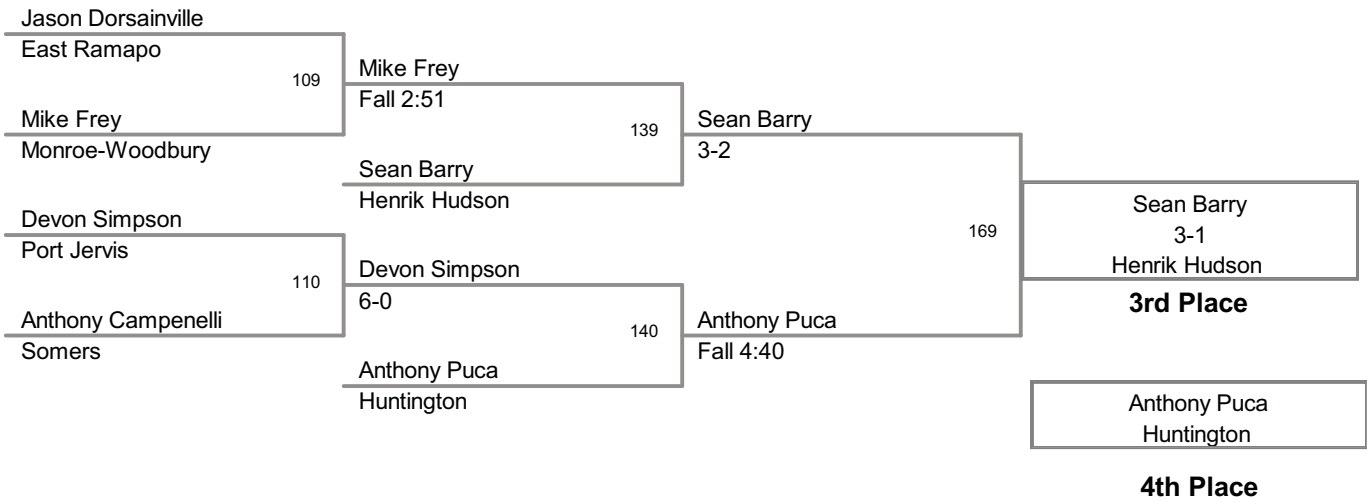 Jason Dorsainville
East Ramapo
109
Mike Frey
Fall 2:51
Mike Frey
Monroe-Woodbury
139
Sean Barry
3-2
Sean Barry
Henrik Hudson
Devon Simpson
Port Jervis
169
Sean Barry
3-1
Henrik Hudson
3rd Place
110
Devon Simpson
6-0
Anthony Campenelli
Somers
140
Anthony Puca
Fall 4:40
Anthony Puca
Huntington
Anthony Puca
Huntington
4th Place